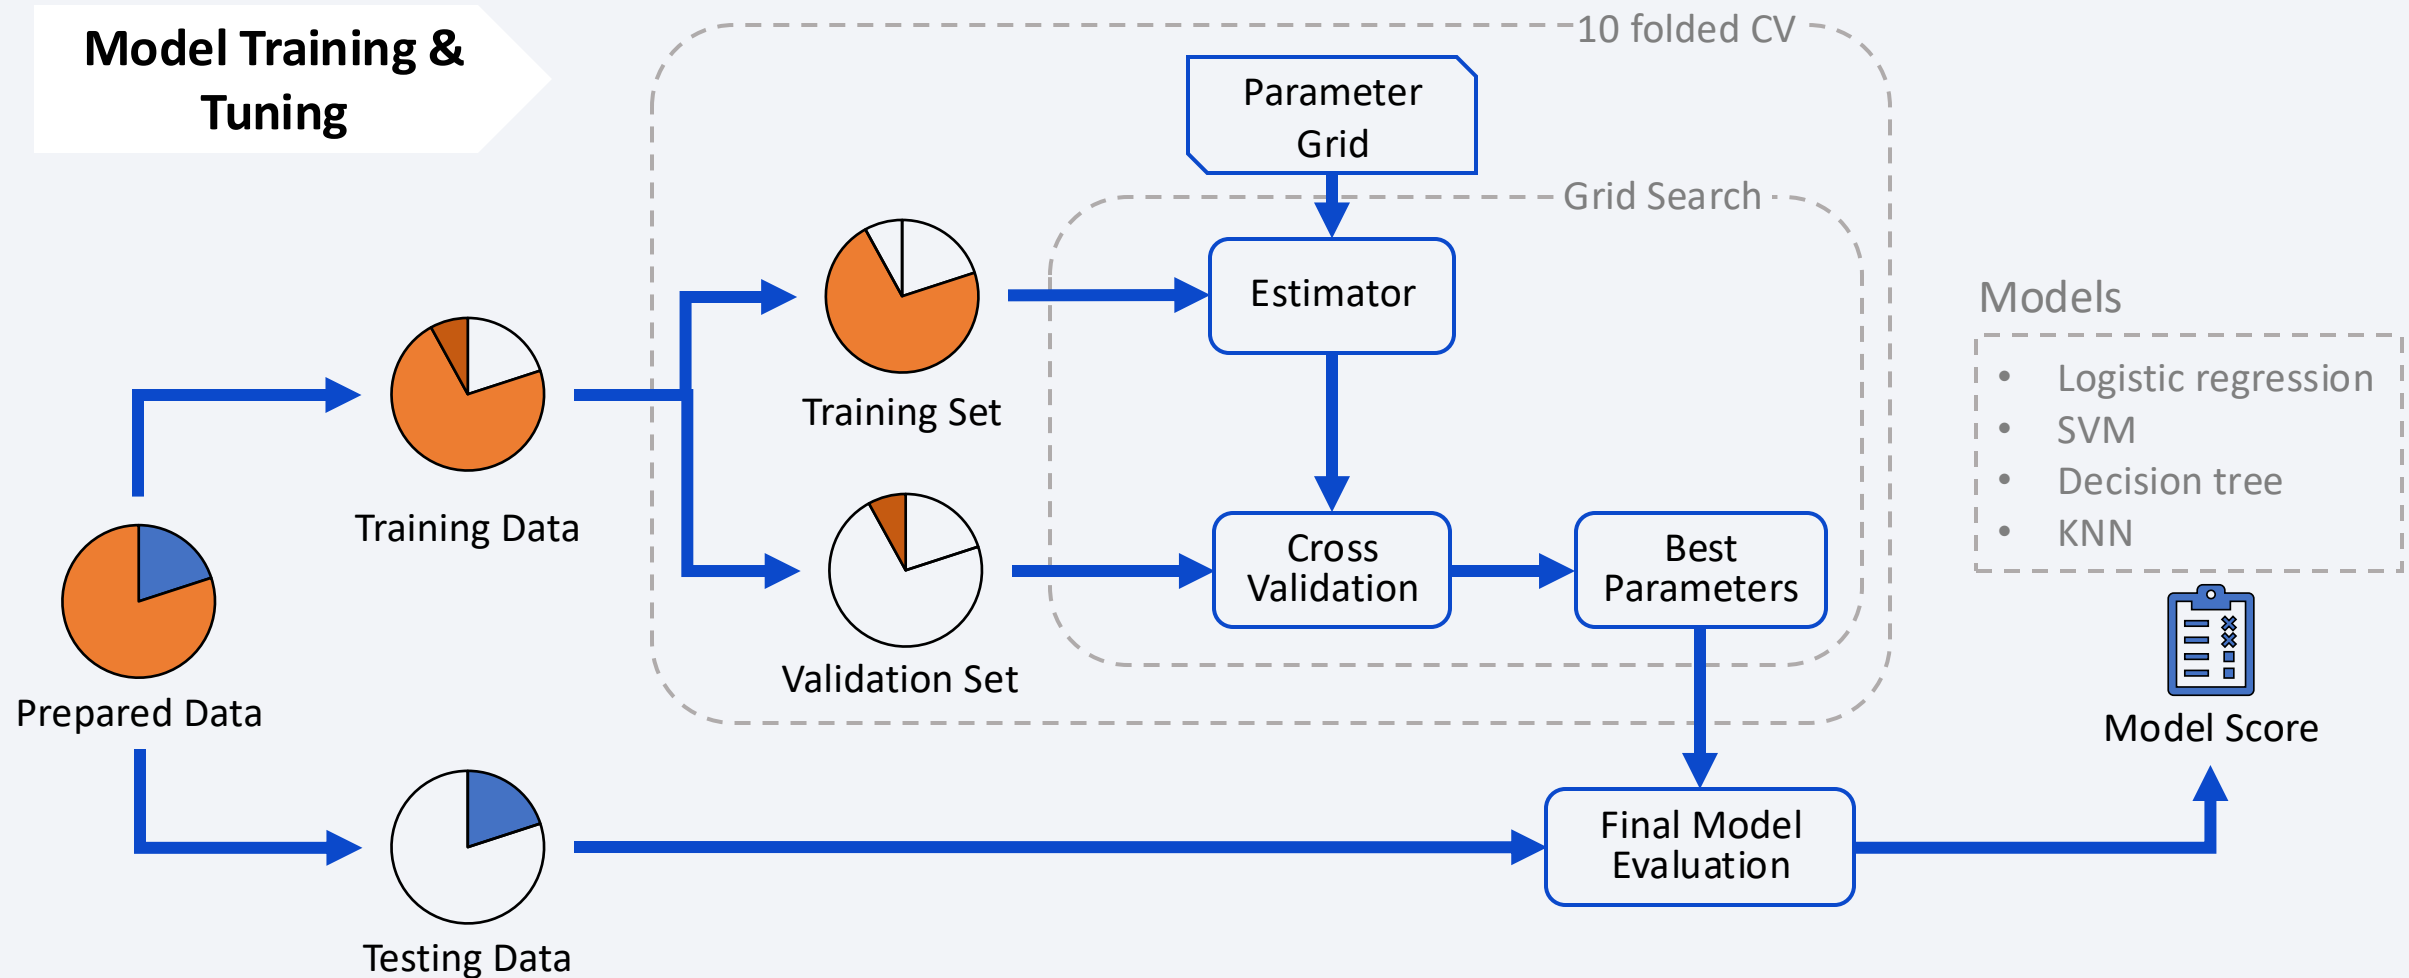 Model Training &
Tuning
10 folded CV
Parameter
Grid
Grid Search
Estimator
Training Set
Training Data
Models
• Logistic regression
• SVM
• Decision tree
• KNN
Cross
Validation
Best
Parameters
Validation Set
Prepared Data
Model Score
Final Model
Evaluation
Testing Data